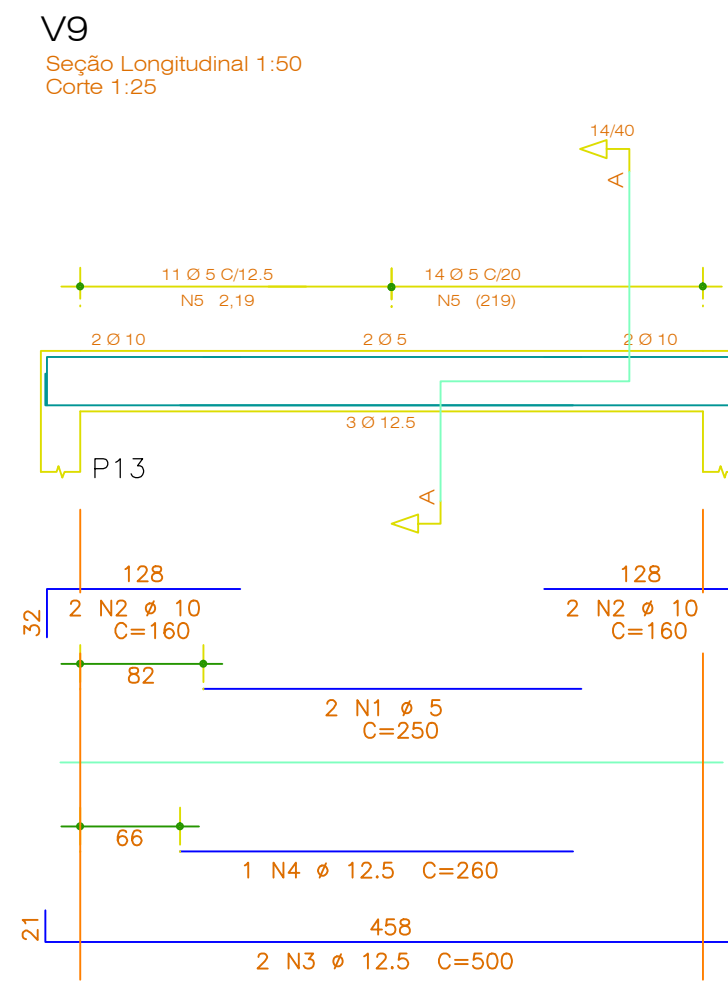 V9
Seção Longitudinal 1:50
Corte 1:25
14/40
A
11 Ø 5 C/12.5
14 Ø 5 C/20
N5 2,19
N5 (219)
2 Ø 10
2 Ø 5
2 Ø 10
3 Ø 12.5
P13
A
128
128
32
2 N2 ø 10
2 N2 ø 10
C=160
C=160
82
2 N1 ø 5
C=250
66
1 N4 ø 12.5 C=260
21
458
2 N3 ø 12.5 C=500